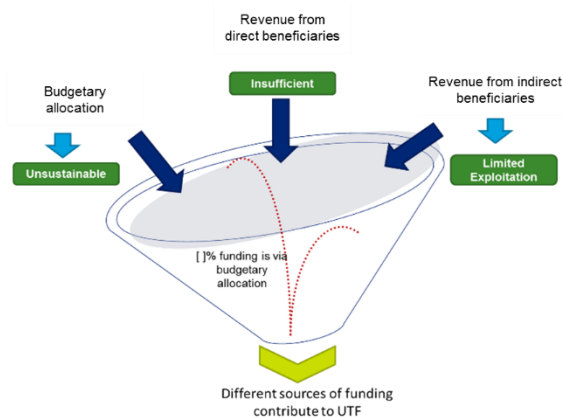 Revenue from
direct beneficiaries
Insufficient
Budgetary
allocation
Unsustainable
Revenue from indirect
beneficiaries
Limited
Exploitation
[ ]% funding is via
budgetary
allocation
Different sources of funding
contribute to UTF